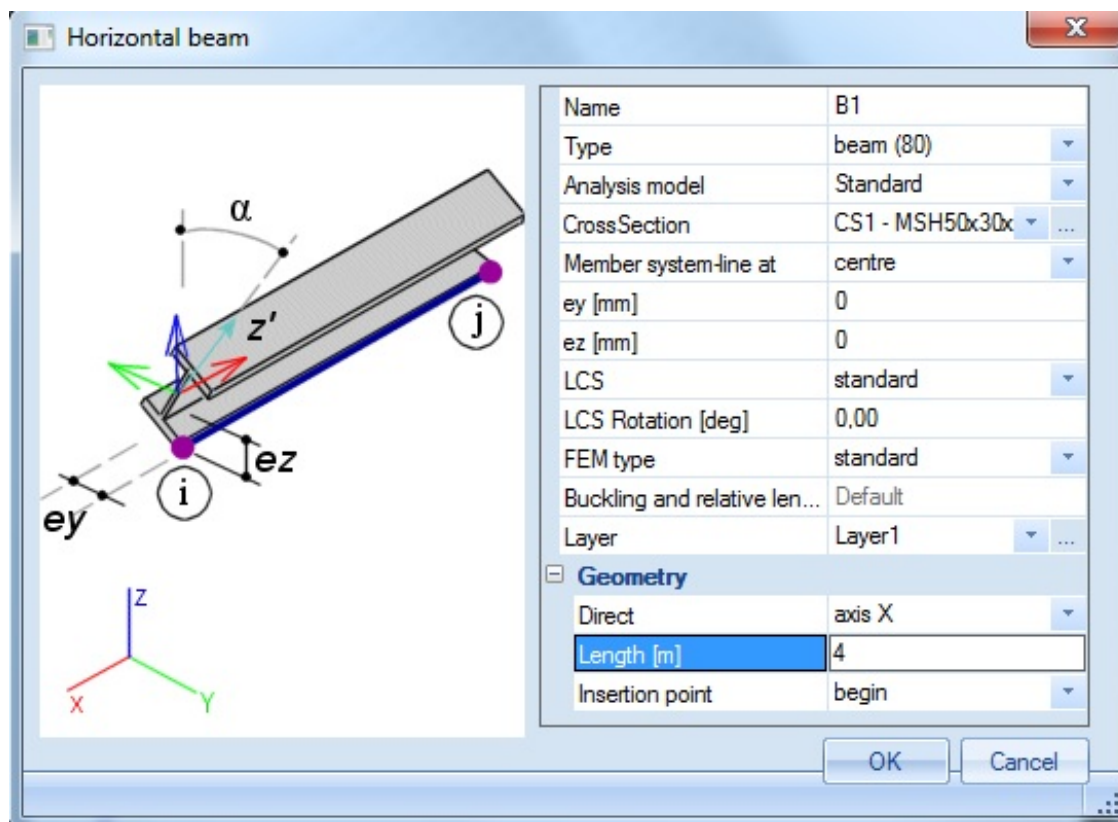 Horizontal beam
α
z'
j
i
ez
ey
Z
X
Y
Name B1
Type beam (80)
Analysis model Standard
CrossSection CS1 - MSH50x30x ...
Member system-line at centre
ey [mm] 0
ez [mm] 0
LCS standard
LCS Rotation [deg] 0,00
FEM type standard
Buckling and relative len... Default
Layer Layer1 ...
Geometry
Direct axis X
Length [m] 4
Insertion point begin
OK Cancel